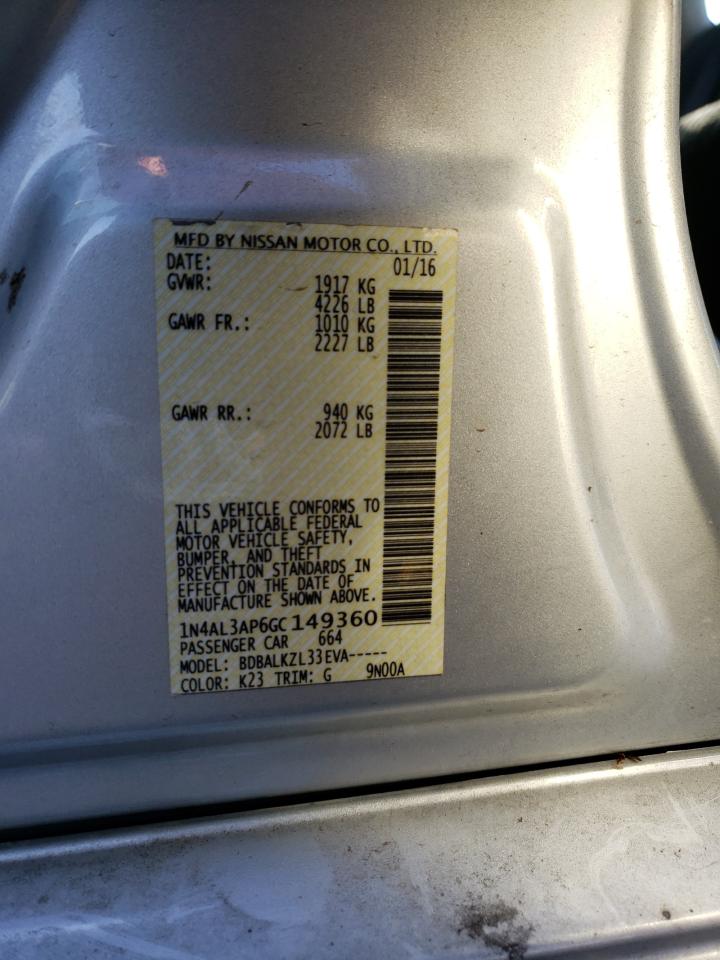 MFD BY NISSAN MOTOR CO., LTD.
DATE: 01/16
GVWR: 1917 KG
4226 LB
GAWR FR.: 1010 KG
2227 LB
GAWR RR.: 940 KG
2072 LB
THIS VEHICLE CONFORMS TO
ALL APPLICABLE FEDERAL
MOTOR VEHICLE SAFETY,
BUMPER, AND THEFT
PREVENTION STANDARDS IN
EFFECT ON THE DATE OF
MANUFACTURE SHOWN ABOVE.
1N4AL3AP6GC149360
PASSENGER CAR 664
MODEL: BDBALKZL33EVA-----
COLOR: K23 TRIM: G 9N00A